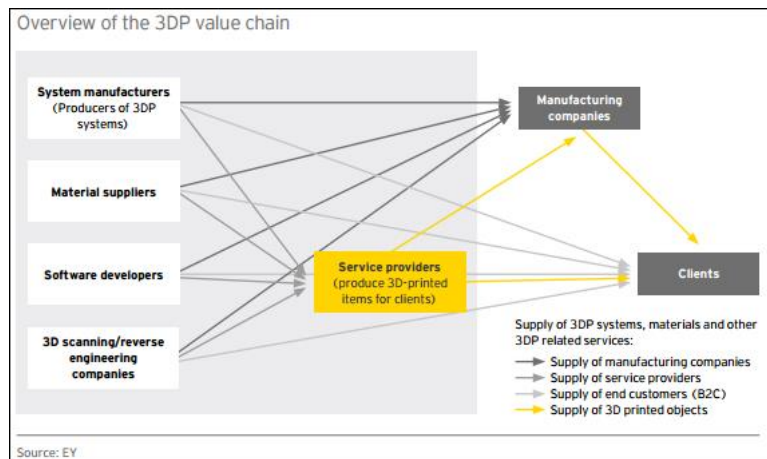 Overview of the 3DP value chain
System manufacturers
(Producers of 3DP
systems)
Manufacturing
companies
Material suppliers
Software developers
Service providers
(produce 3D-printed
items for clients)
Clients
3D scanning/reverse
engineering
companies
Supply of 3DP systems, materials and other
3DP related services:
Supply of manufacturing companies
Supply of service providers
Supply of end customers (B2C)
Supply of 3D printed objects
Source: EY